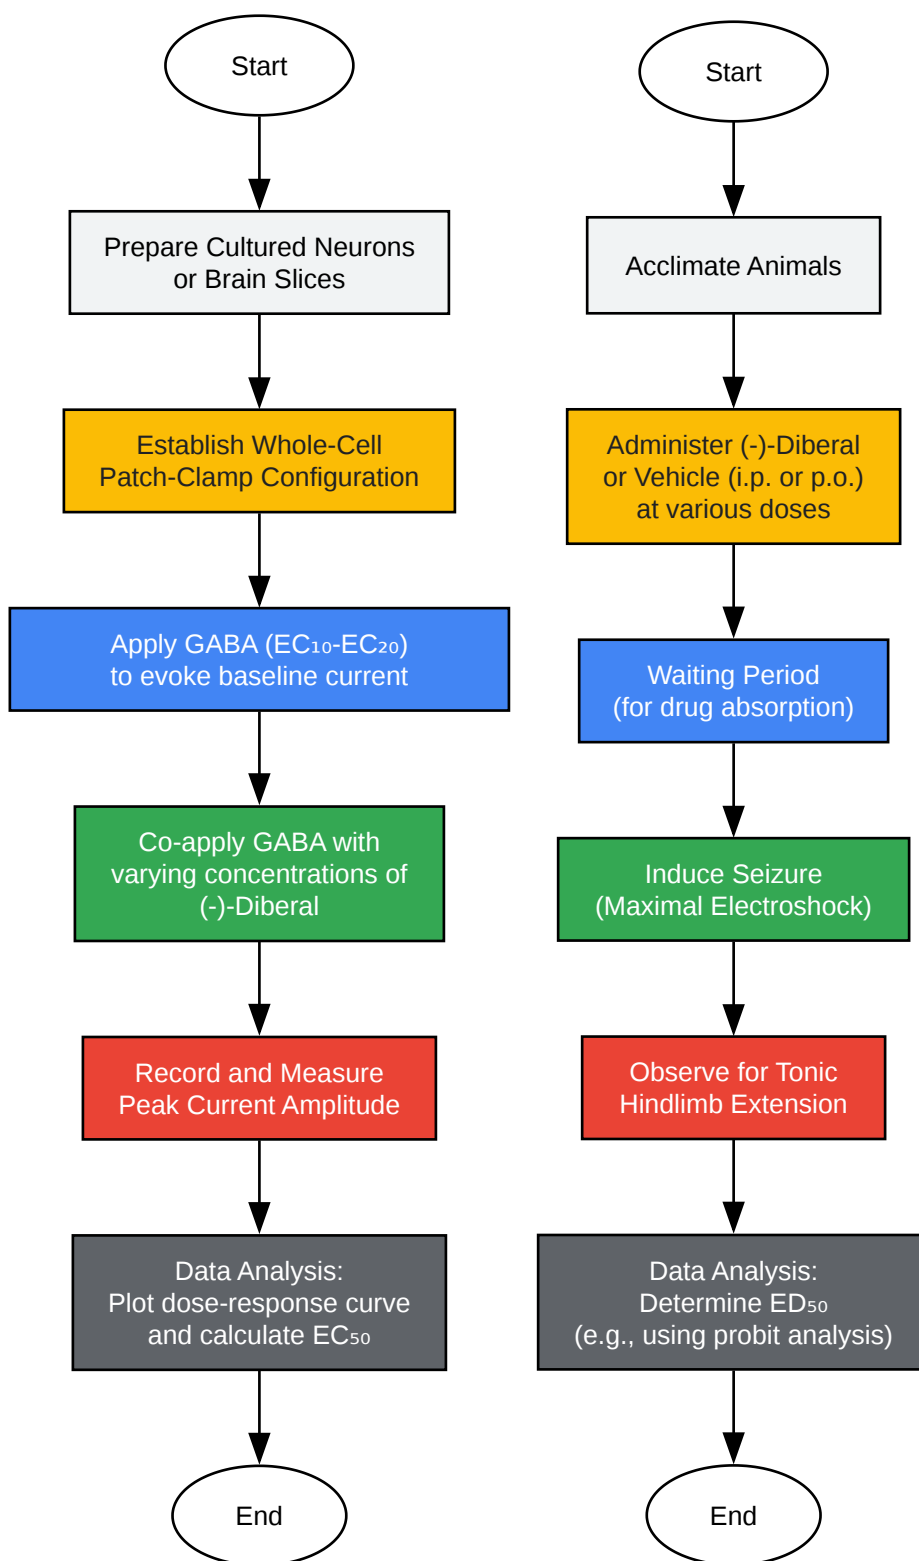 Start
Prepare Cultured Neurons
or Brain Slices
Establish Whole-Cell
Patch-Clamp Configuration
Apply GABA (EC₁₀-EC₂₀)
to evoke baseline current
Co-apply GABA with
varying concentrations of
(-)-Diberal
Record and Measure
Peak Current Amplitude
Data Analysis:
Plot dose-response curve
and calculate EC₅₀
End
Start
Acclimate Animals
Administer (-)-Diberal
or Vehicle (i.p. or p.o.)
at various doses
Waiting Period
(for drug absorption)
Induce Seizure
(Maximal Electroshock)
Observe for Tonic
Hindlimb Extension
Data Analysis:
Determine ED₅₀
(e.g., using probit analysis)
End